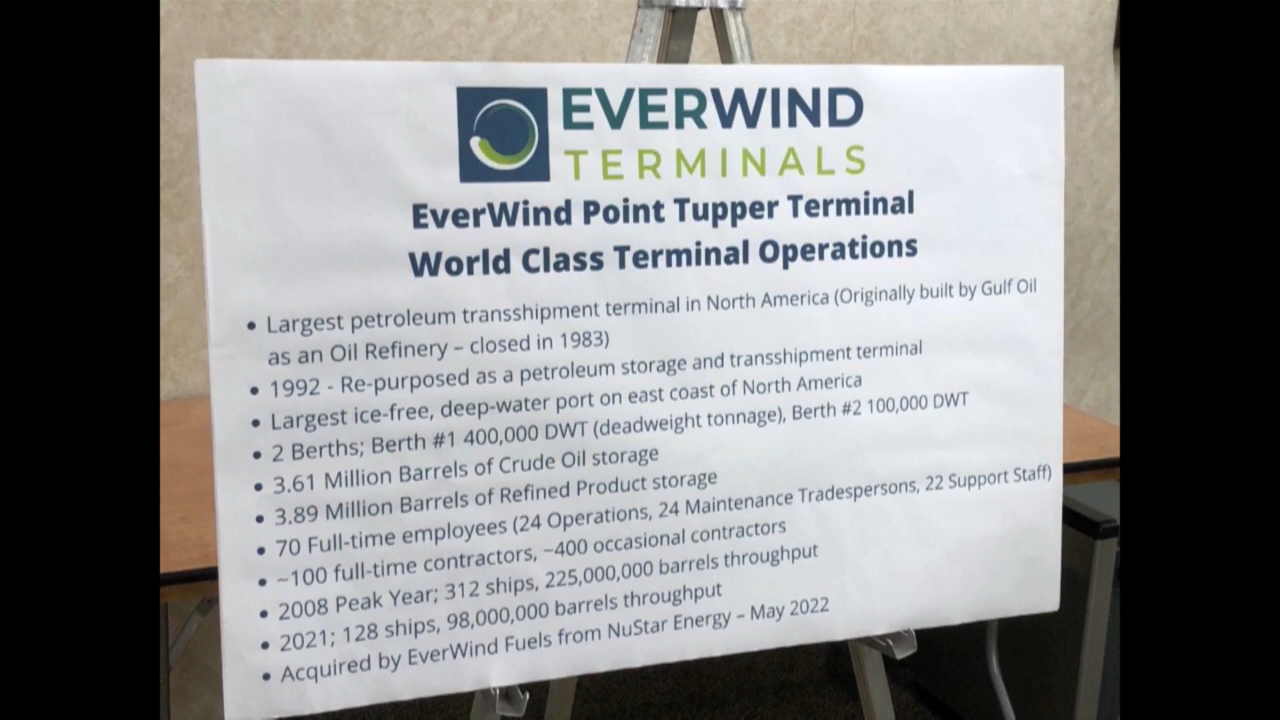 EVERWIND
TERMINALS
EverWind Point Tupper Terminal
World Class Terminal Operations
• Largest petroleum transshipment terminal in North America (Originally built by Gulf Oil
as an Oil Refinery – closed in 1983)
• 1992 - Re-purposed as a petroleum storage and transshipment terminal
• Largest ice-free, deep-water port on east coast of North America
• 2 Berths; Berth #1 400,000 DWT (deadweight tonnage), Berth #2 100,000 DWT
• 3.61 Million Barrels of Crude Oil storage
• 3.89 Million Barrels of Refined Product storage
• 70 Full-time employees (24 Operations, 24 Maintenance Tradespersons, 22 Support Staff)
• ~100 full-time contractors, ~400 occasional contractors
• 2008 Peak Year; 312 ships, 225,000,000 barrels throughput
• 2021; 128 ships, 98,000,000 barrels throughput
• Acquired by EverWind Fuels from NuStar Energy – May 2022